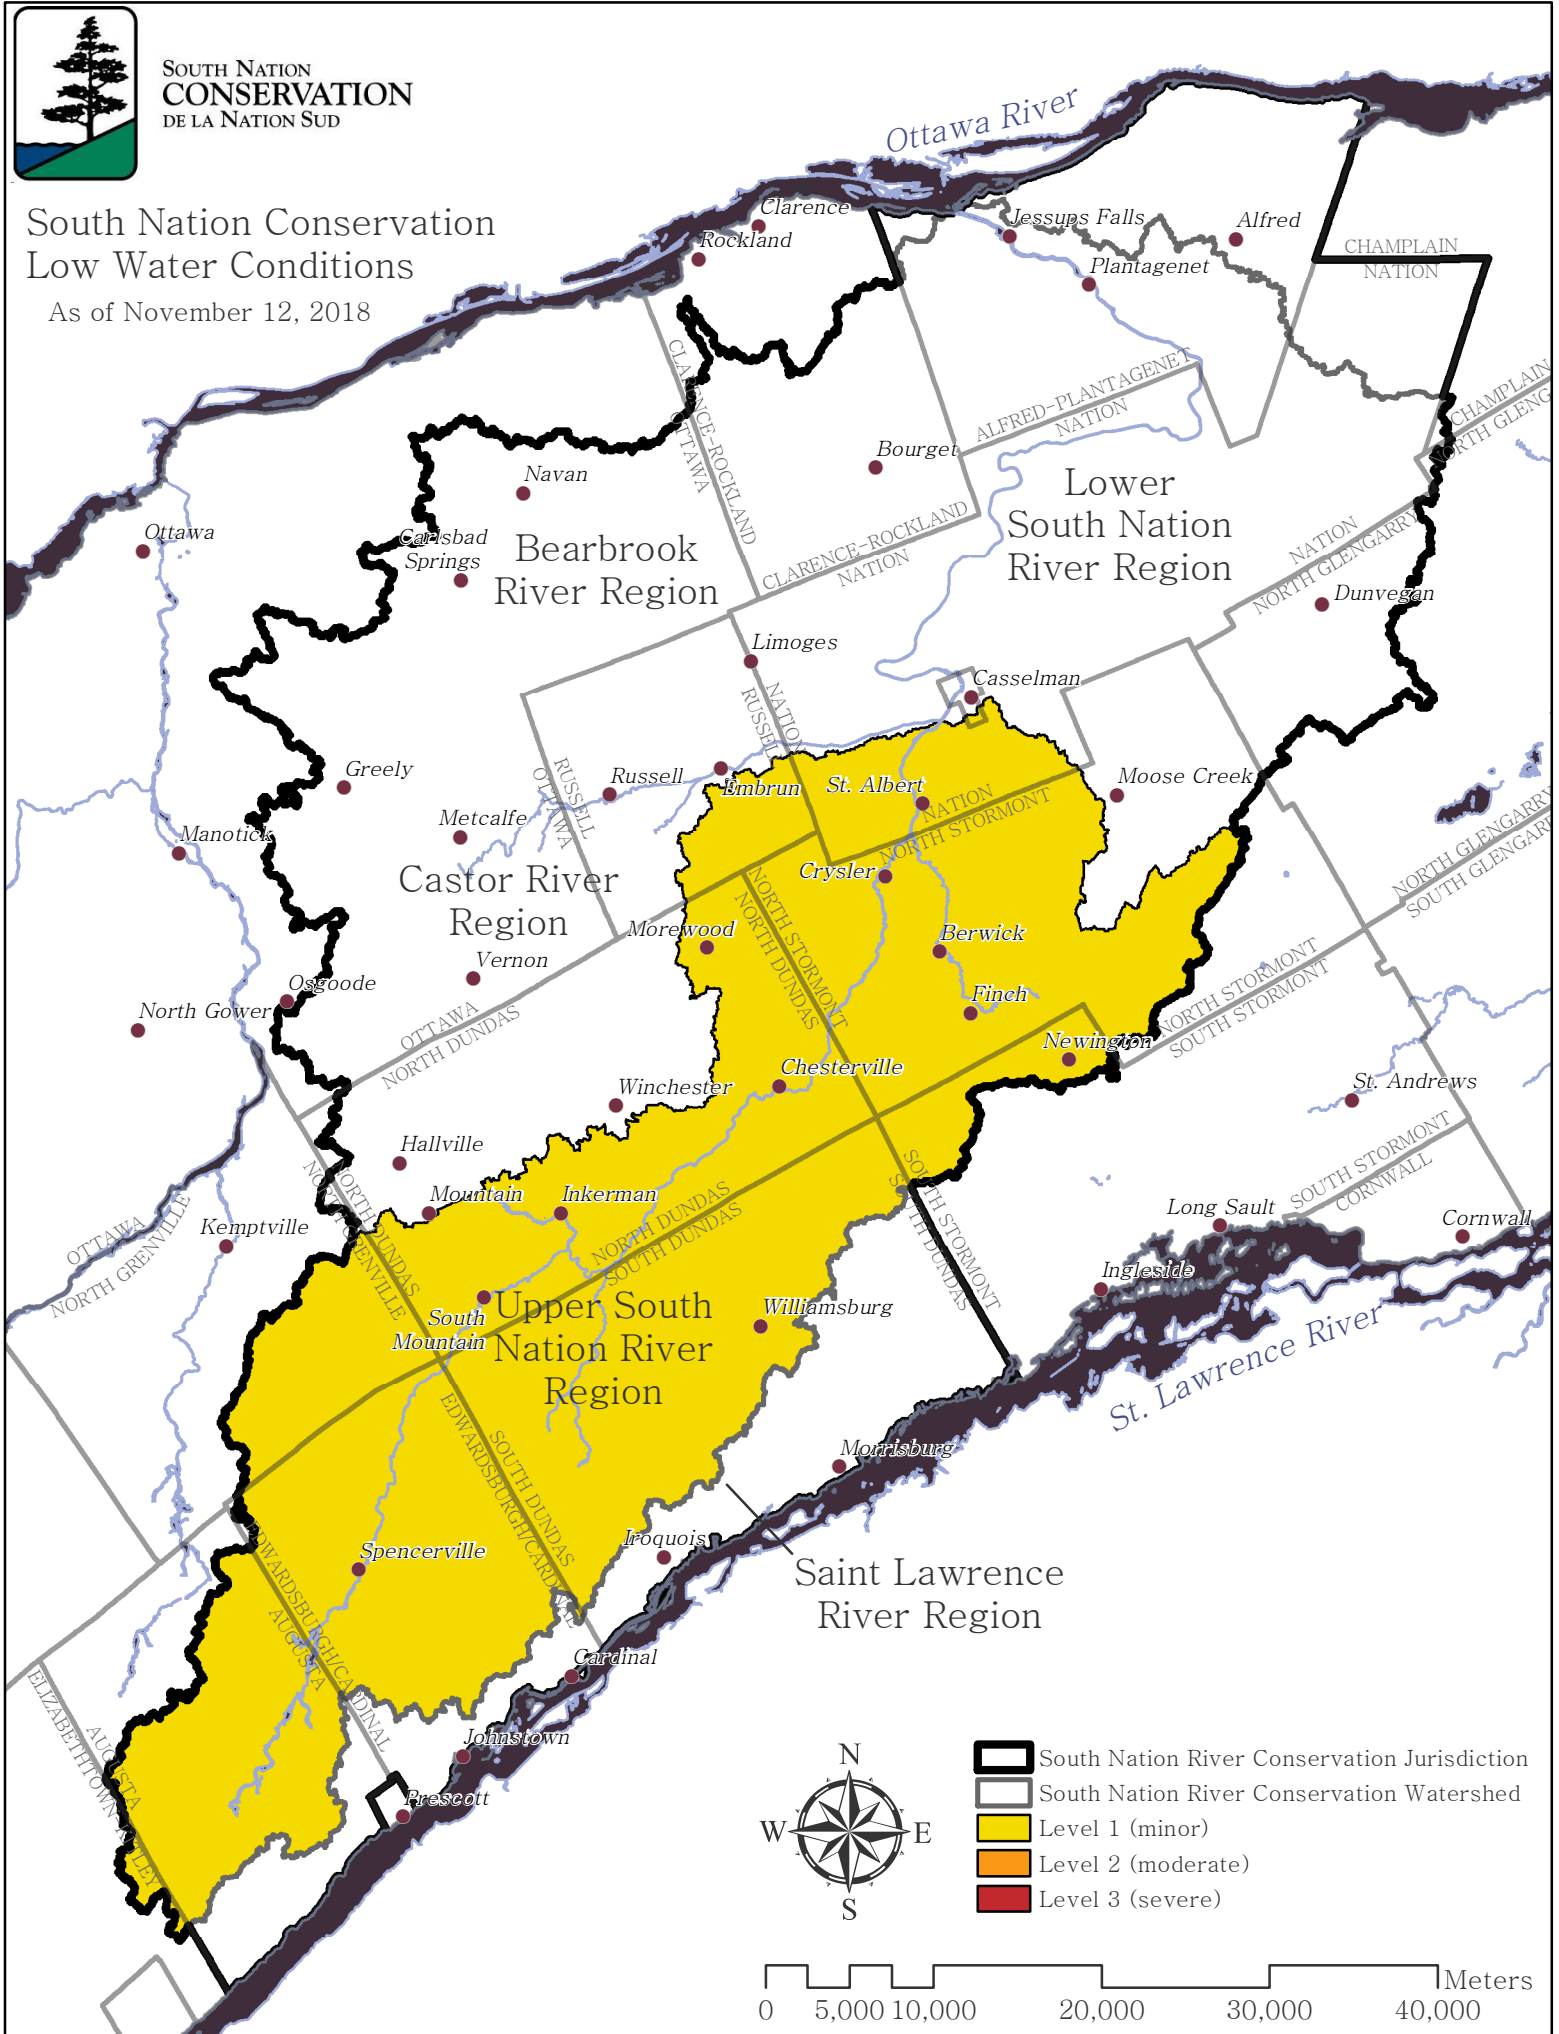 SOUTH NATION
CONSERVATION
DE LA NATION SUD
South Nation Conservation
Low Water Conditions
As of November 12, 2018
Ottawa River
Clarence
Rockland
Jessups Falls
Alfred
Plantagenet
CHAMPLAIN
NATION
CLARENCE-ROCKLAND
OTTAWA
ALFRED-PLANTAGENET
NATION
CHAMPLAIN
NORTH GLENG
Bourget
Navan
Lower
South Nation
River Region
Ottawa
Carlsbad
Springs
Bearbrook
River Region
CLARENCE-ROCKLAND
NATION
NATION
NORTH GLENGARRY
Dunvegan
Limoges
Casselman
NATION
RUSSELL
Greely
Russell
Embrun
St. Albert
Moose Creek
RUSSELL
OTTAWA
NATION
NORTH STORMONT
Metcalfe
Manotick
NORTH GLENGARRY
SOUTH GLENGARR
Castor River
Region
Crysler
NORTH STORMONT
NORTH DUNDAS
Morewood
Berwick
Vernon
Osgoode
North Gower
Finch
OTTAWA
NORTH DUNDAS
NORTH STORMONT
SOUTH STORMONT
Newington
Chesterville
Winchester
St. Andrews
Hallville
NORTH DUNDAS
NORTH GRENVILLE
SOUTH STORMONT
SOUTH DUNDAS
SOUTH STORMONT
CORNWALL
Mountain
Inkerman
NORTH DUNDAS
SOUTH DUNDAS
Long Sault
Cornwall
OTTAWA
NORTH GRENVILLE
Kemptville
Ingleside
South
Mountain
Upper South
Nation River
Region
Williamsburg
St. Lawrence River
SOUTH DUNDAS
EDWARDSBURGH/CARDINAL
Morrisburg
Iroquois
Spencerville
Saint Lawrence
River Region
EDWARDSBURGH/CARDINAL
AUGUSTA
Cardinal
AUGUSTA
ELIZABETHTOWN-KITLEY
Johnstown
Prescott
N
W
E
S
South Nation River Conservation Jurisdiction
South Nation River Conservation Watershed
Level 1 (minor)
Level 2 (moderate)
Level 3 (severe)
Meters
0 5,000 10,000 20,000 30,000 40,000